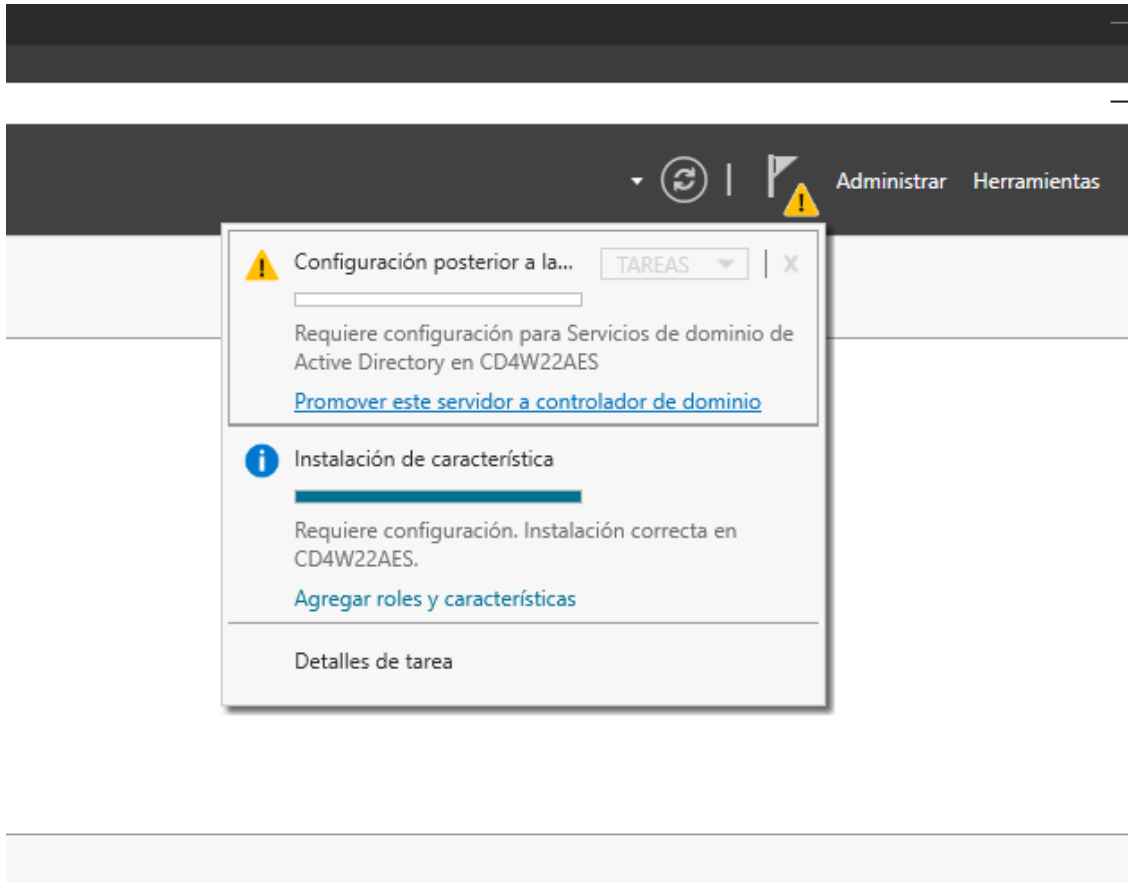 Administrar Herramientas
Configuración posterior a la... TAREAS X
Requiere configuración para Servicios de dominio de
Active Directory en CD4W22AES
Promover este servidor a controlador de dominio
Instalación de característica
Requiere configuración. Instalación correcta en
CD4W22AES.
Agregar roles y características
Detalles de tarea